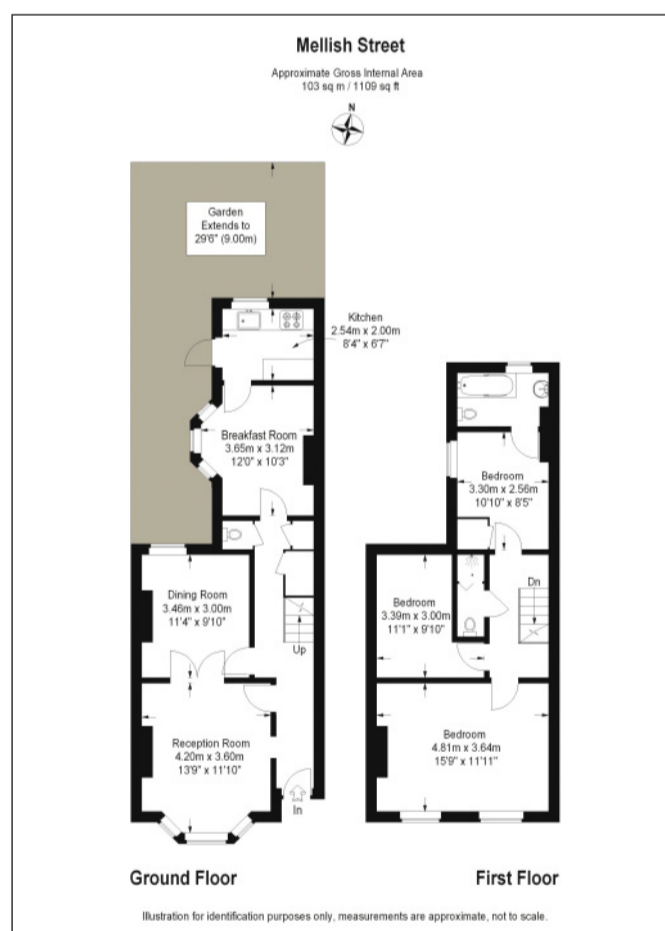 Mellish Street
Approximate Gross Internal Area
103 sq m / 1109 sq ft
N
Garden
Extends to
29'6" (9.00m)
Kitchen
2.54m x 2.00m
8'4" x 6'7"
Breakfast Room
3.65m x 3.12m
12'0" x 10'3"
Dining Room
3.46m x 3.00m
11'4" x 9'10"
Up
Reception Room
4.20m x 3.60m
13'9" x 11'10"
In
Bedroom
3.30m x 2.56m
10'10" x 8'5"
Dn
Bedroom
3.39m x 3.00m
11'1" x 9'10"
Bedroom
4.81m x 3.64m
15'9" x 11'11"
Ground Floor
First Floor
Illustration for identification purposes only, measurements are approximate, not to scale.